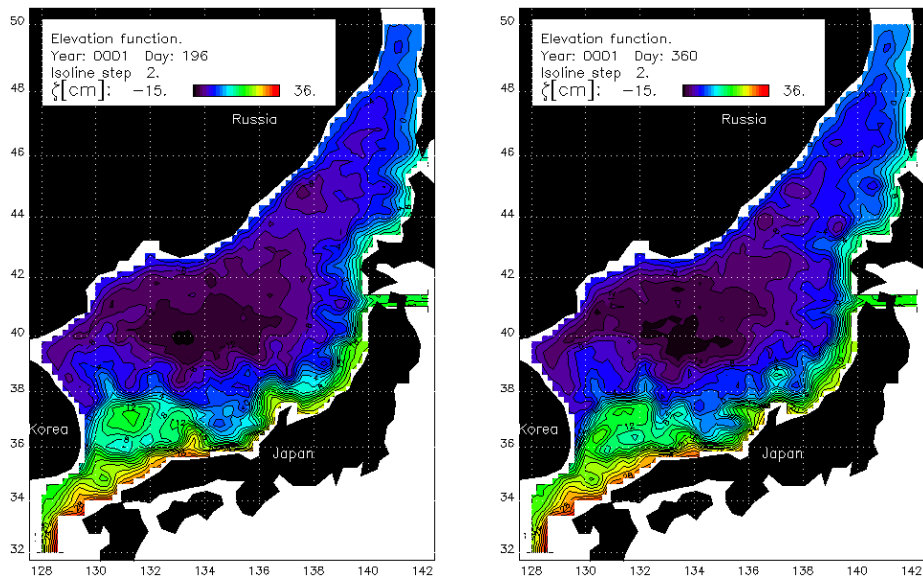 50
Elevation function.
Year: 0001 Day: 196
Isoline step 2.
ζ[cm]: −15. 36.
48
Russia
46
44
42
40
38
Korea
36
Japan
34
32
128 130 132 134 136 138 140 142
50
Elevation function.
Year: 0001 Day: 360
Isoline step 2.
ζ[cm]: −15. 36.
48
Russia
46
44
42
40
38
Korea
36
Japan
34
32
128 130 132 134 136 138 140 142